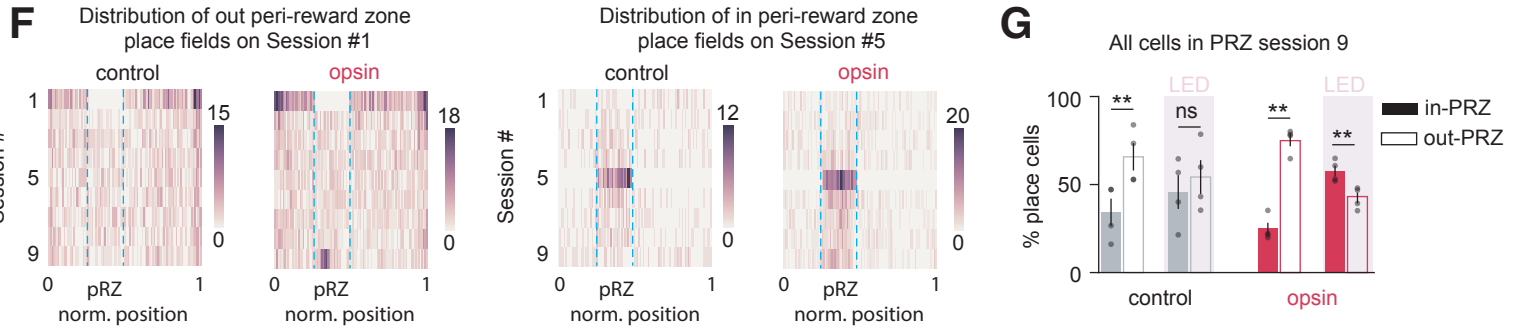 F
Distribution of out peri-reward zone
place fields on Session #1
control
opsin
1
5
9
15
0
18
0
0
pRZ
1
norm. position
0
pRZ
1
norm. position
Distribution of in peri-reward zone
place fields on Session #5
control
opsin
Session #
1
5
9
12
0
20
0
0
pRZ
1
norm. position
0
pRZ
1
norm. position
G
All cells in PRZ session 9
LED
LED
% place cells
100
50
0
**
ns
**
**
in-PRZ
out-PRZ
control
opsin